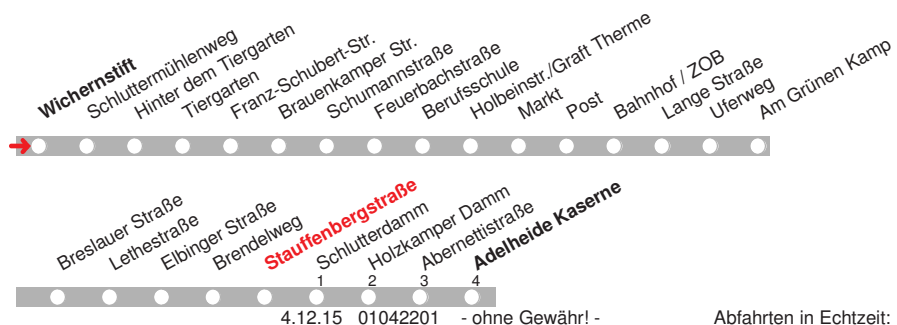 Wichernstift
Schluttermühlenweg
Hinter dem Tiergarten
Tiergarten
Franz-Schubert-Str.
Brauenkamper Str.
Schumannstraße
Feuerbachstraße
Berufsschule
Holbeinstr./Graft Therme
Markt
Post
Bahnhof / ZOB
Lange Straße
Uferweg
Am Grünen Kamp
Breslauer Straße
Lethestraße
Elbinger Straße
Brendelweg
Stauffenbergstraße
Schlutterdamm
Holzkamper Damm
Abernettistraße
Adelheide Kaserne
1 2 3 4
4.12.15 01042201 - ohne Gewähr! - Abfahrten in Echtzeit: